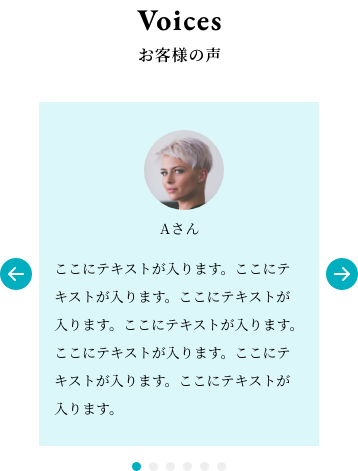 Voices
お客様の声
Aさん
ここにテキストが入ります。ここにテ
キストが入ります。ここにテキストが
入ります。ここにテキストが入ります。
ここにテキストが入ります。ここにテ
キストが入ります。ここにテキストが
入ります。